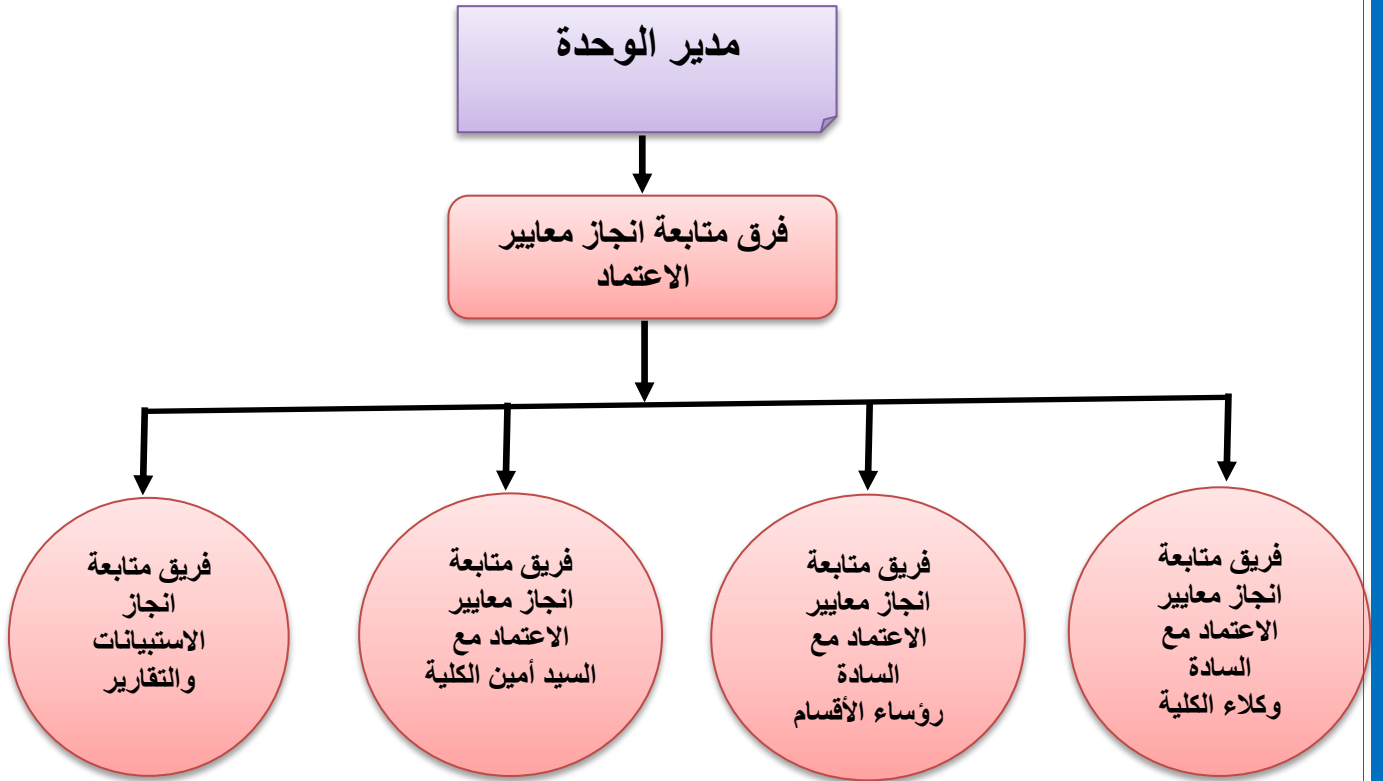 مدير الوحدة
فرق متابعة انجاز معايير
الاعتماد
فريق متابعة
انجاز معايير
الاعتماد مع
السادة
وكلاء الكلية
فريق متابعة
انجاز معايير
الاعتماد مع
السادة
رؤساء الأقسام
فريق متابعة
انجاز معايير
الاعتماد مع
السيد أمين الكلية
فريق متابعة
انجاز
الاستبيانات
والتقارير